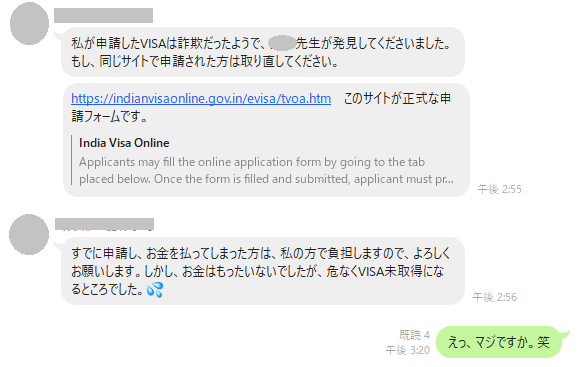 私が申請したVISAは詐欺だったようで、 先生が発見してくださいました。
もし、同じサイトで申請された方は取り直してください。
https://indianvisaonline.gov.in/evisa/tvoa.htm このサイトが正式な申
請フォームです。
India Visa Online
Applicants may fill the online application form by going to the tab
placed below. Once the form is filled and submitted, applicant must pr...
午後 2:55
すでに申請し、お金を払ってしまった方は、私の方で負担しますので、よろしく
お願いします。しかし、お金はもったいないでしたが、危なくVISA未取得にな
るところでした。💦
午後 2:56
既読 4
午後 3:20
えっ、マジですか。笑